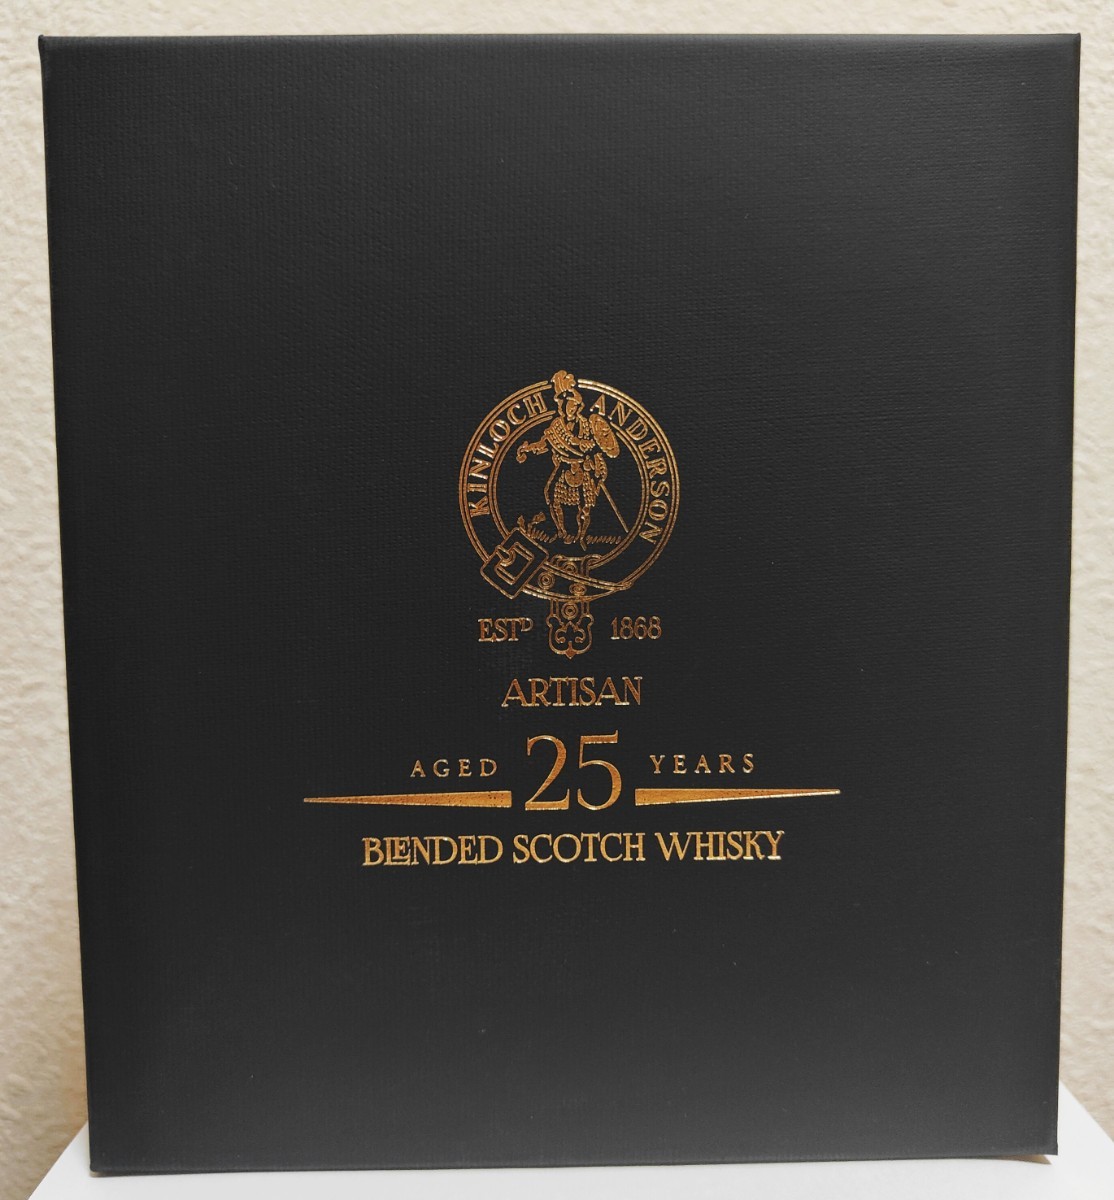 KINLOCH ANDERSON
ESTD 1868
ARTISAN
AGED 25 YEARS
BLENDED SCOTCH WHISKY